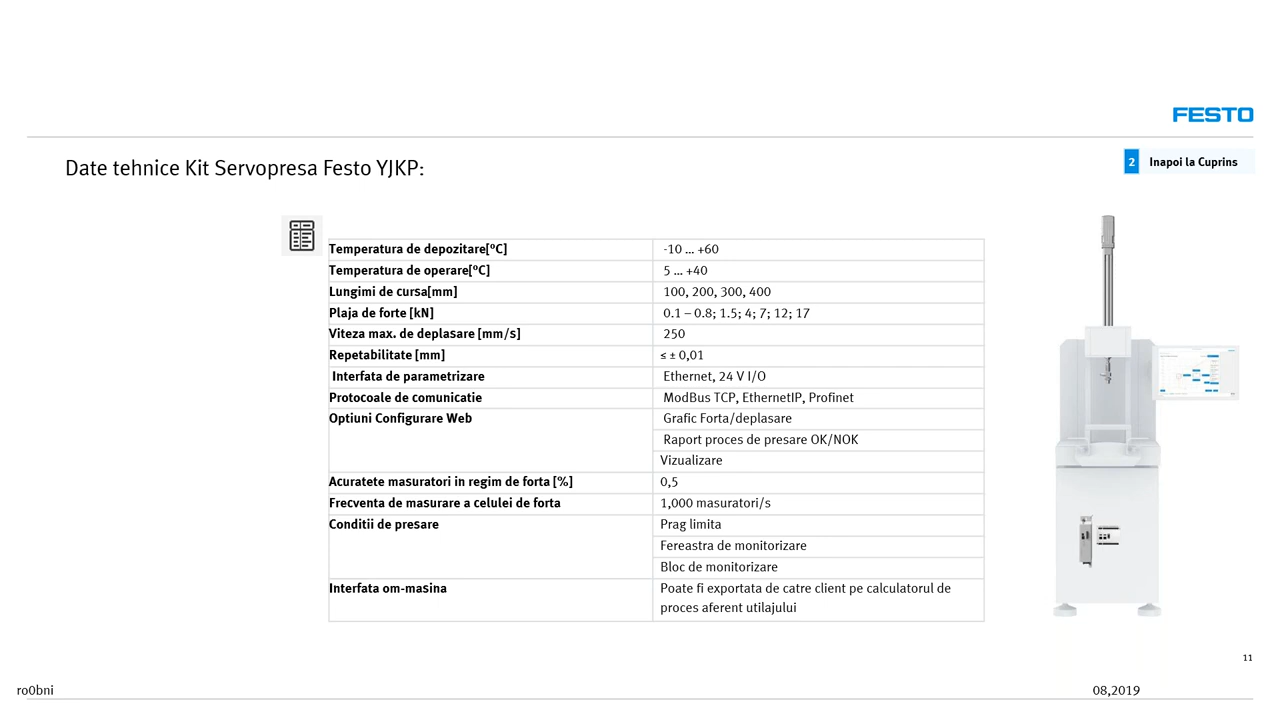 FESTO
Date tehnice Kit Servopresa Festo YJKP:
2 Inapoi la Cuprins
Temperatura de depozitare[°C] -10 ... +60
Temperatura de operare[°C] 5 ... +40
Lungimi de cursa[mm] 100, 200, 300, 400
Plaja de forte [kN] 0.1 – 0.8; 1.5; 4; 7; 12; 17
Viteza max. de deplasare [mm/s] 250
Repetabilitate [mm] ≤ ± 0,01
Interfata de parametrizare Ethernet, 24 V I/O
Protocoale de comunicatie ModBus TCP, EthernetIP, Profinet
Optiuni Configurare Web Grafic Forta/deplasare
Raport proces de presare OK/NOK
Vizualizare
Acuratete masuratori in regim de forta [%] 0,5
Frecventa de masurare a celulei de forta 1,000 masuratori/s
Conditii de presare Prag limita
Fereastra de monitorizare
Bloc de monitorizare
Interfata om-masina Poate fi exportata de catre client pe calculatorul de
proces aferent utilajului
11
ro0bni
08,2019